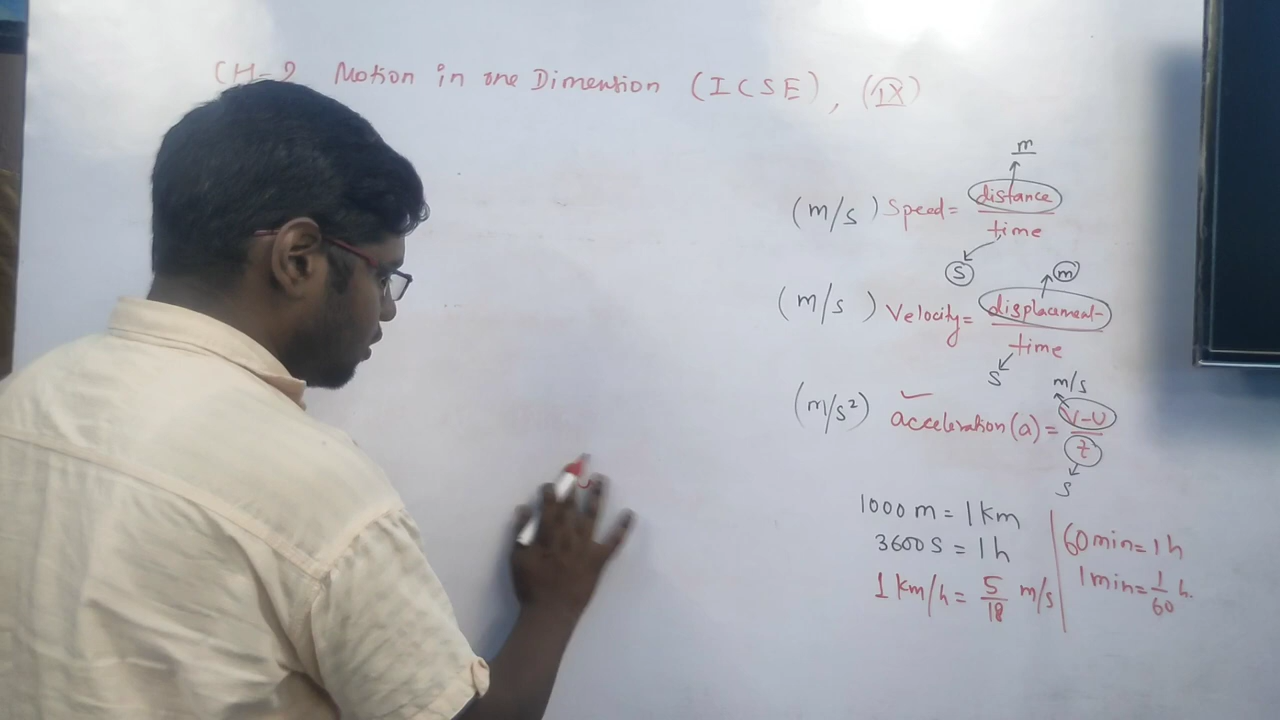 CH-2 Motion in one Dimension (ICSE), (IX)
m
(m/s) Speed = distance
time
S
m
(m/s) Velocity = displacement
time
S
m/s
(m/s²) acceleration (a) = V-U
t
S
1000 m = 1 km
3600 S = 1 h
1 km/h = 5/18 m/s
60 min = 1 h
1 min = 1/60 h.